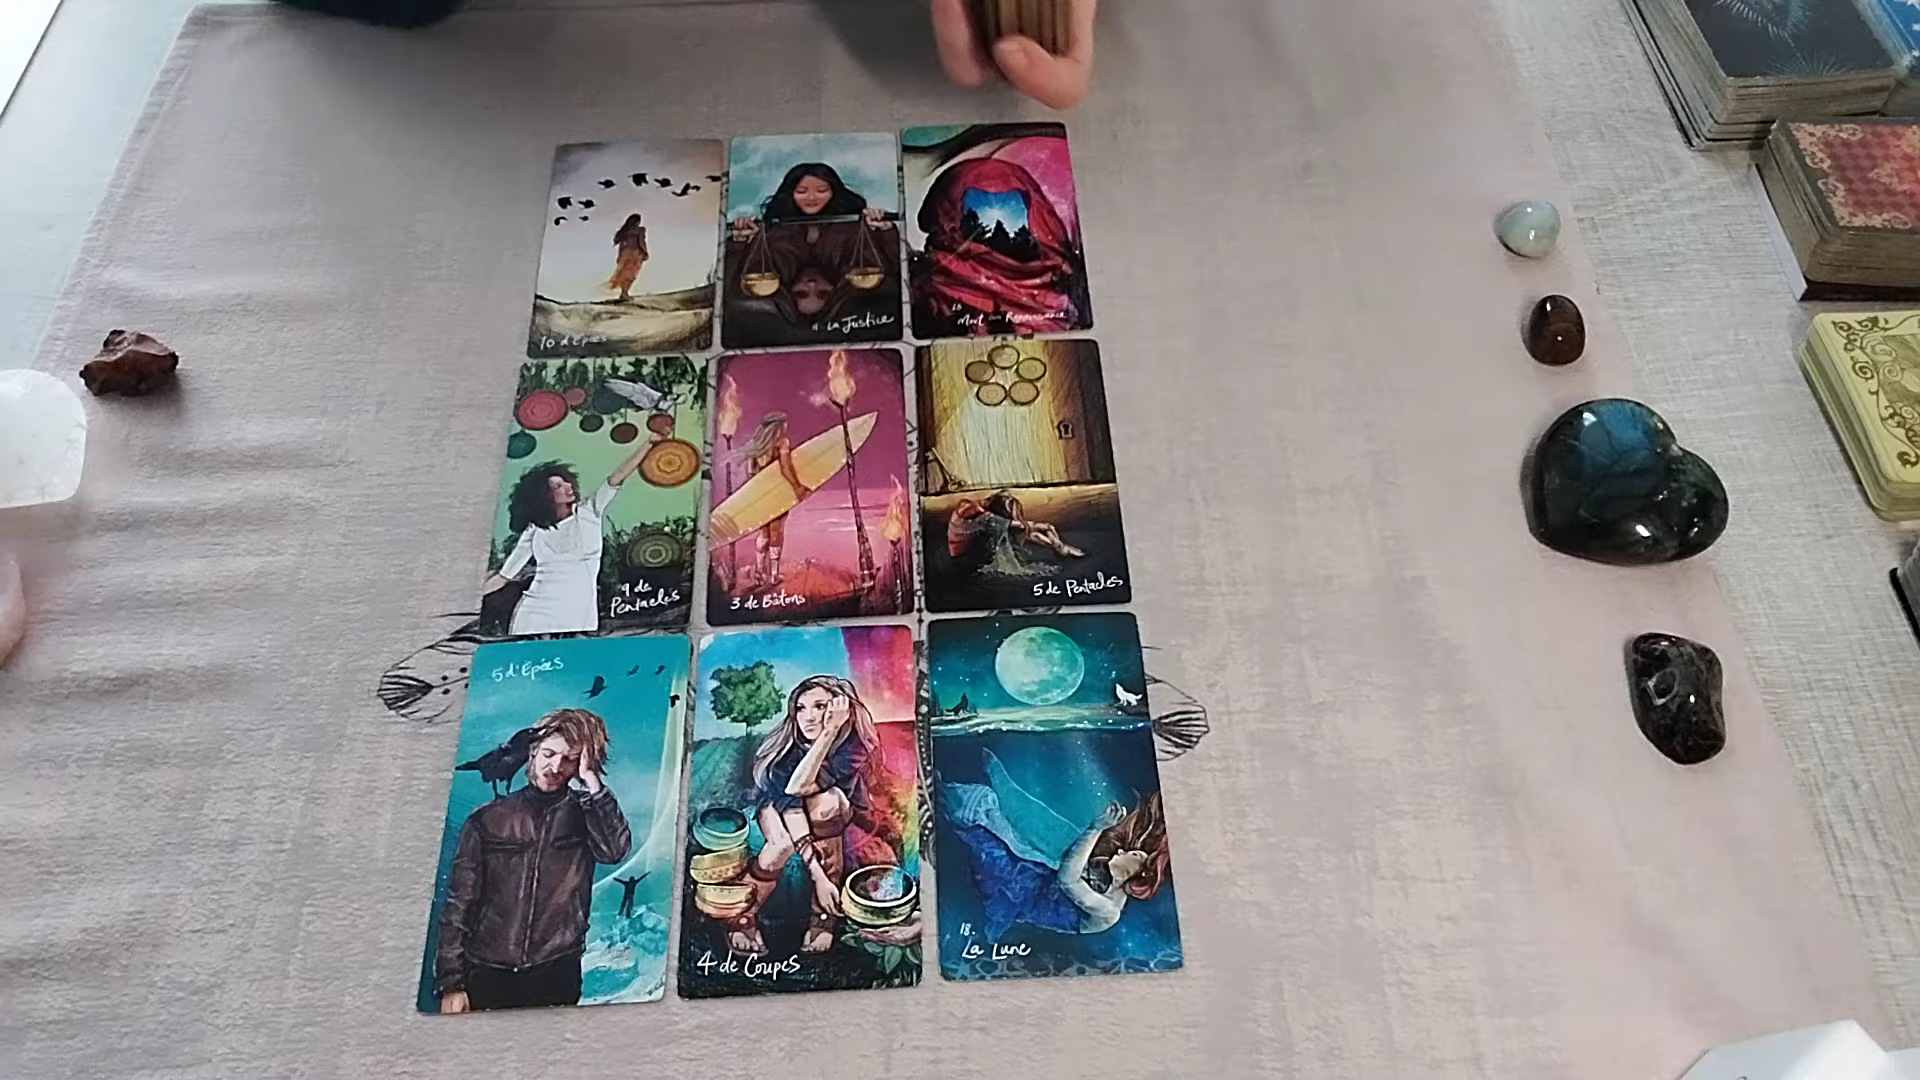 10 d'Epées
11 La Justice
Mort ou Renaissance
9 de
Pentacles
3 de Bâtons
5 de Pentacles
5 d'Epées
4 de Coupes
18.
La Lune